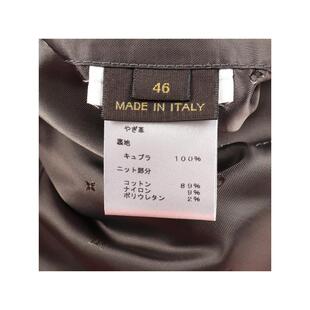 46
MADE IN ITALY
やぎ革
裏地
キュプラ 100%
ニット部分
コットン 89%
ナイロン 9%
ポリウレタン 2%